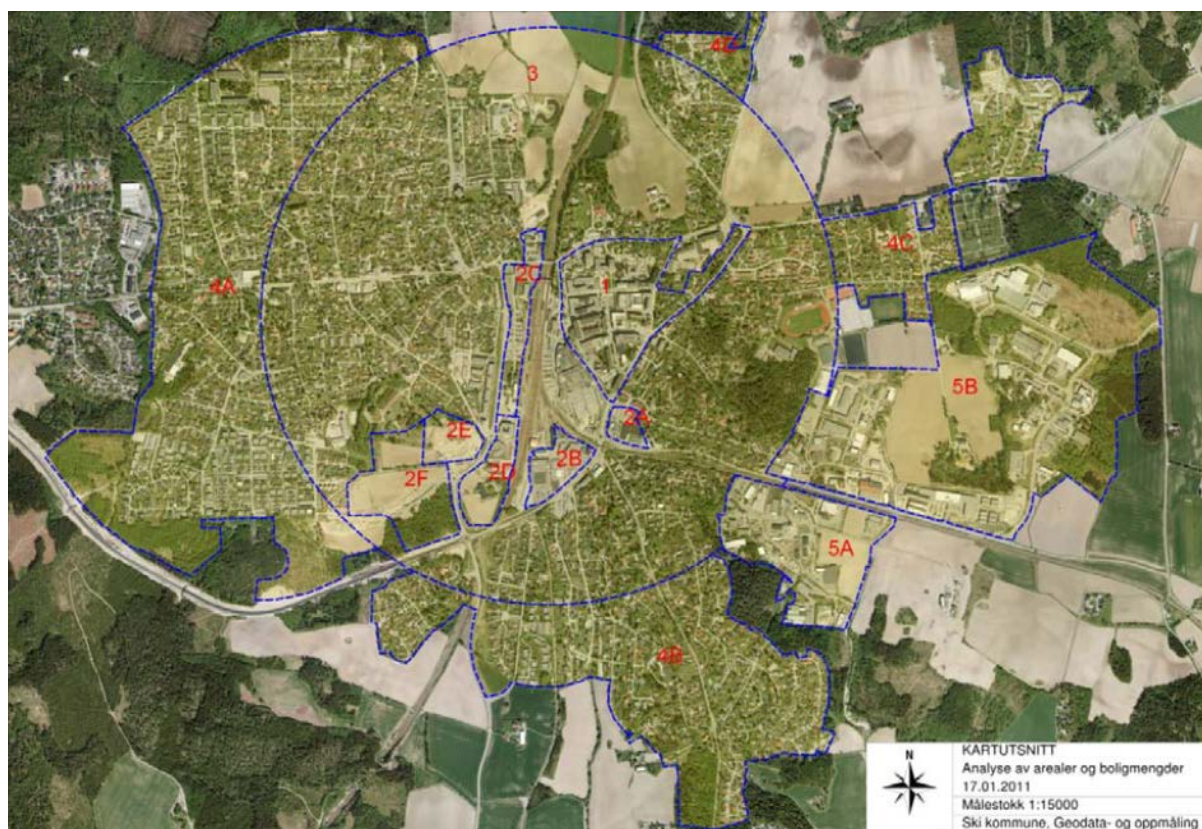 4D
3
4C
2C
1
4A
5B
2A
2E
2B
2F
2D
5A
4B
N
KARTUTSNITT
Analyse av arealer og boligmengder
17.01.2011
Målestokk 1:15000
Ski kommune, Geodata- og oppmåling